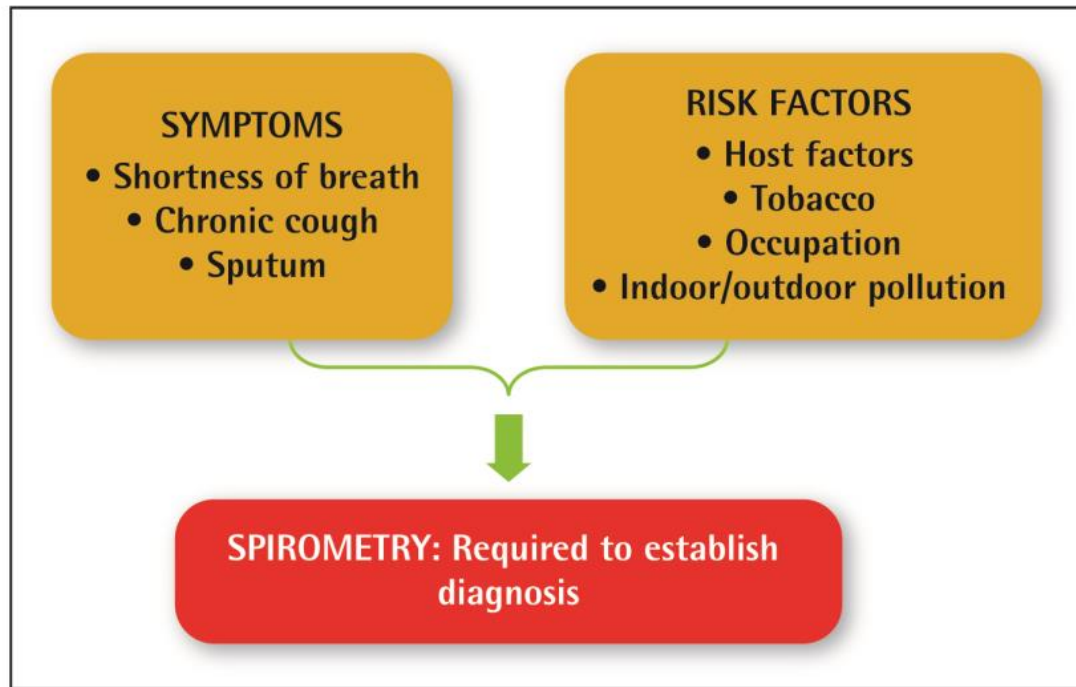 SYMPTOMS
• Shortness of breath
• Chronic cough
• Sputum
RISK FACTORS
• Host factors
• Tobacco
• Occupation
• Indoor/outdoor pollution
SPIROMETRY: Required to establish
diagnosis